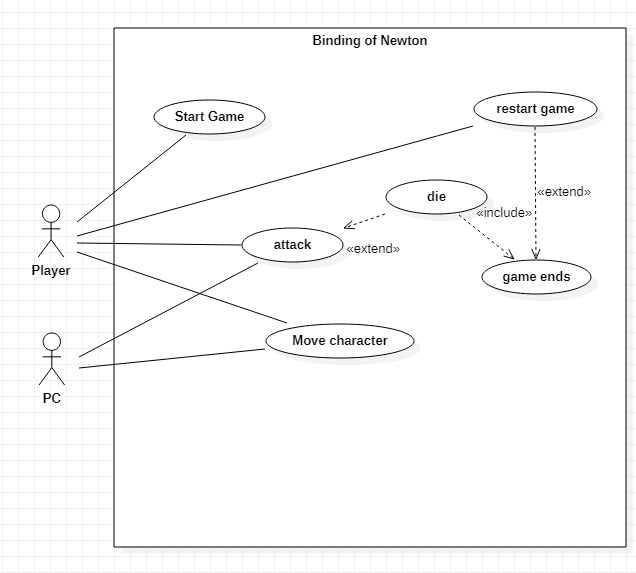 Binding of Newton
Start Game
restart game
«extend»
die
«include»
attack
«extend»
game ends
Player
Move character
PC